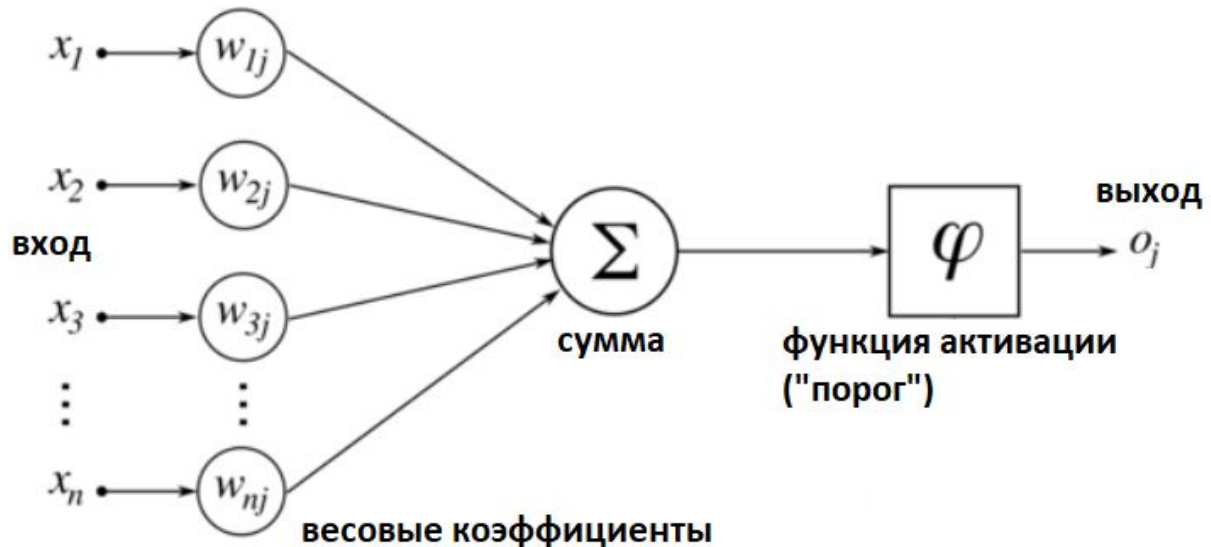 x₁ w₁ⱼ
x₂ w₂ⱼ
вход
x₃ w₃ⱼ
⋮ ⋮
xₙ wₙⱼ
весовые коэффициенты
Σ
сумма
φ
функция активации
("порог")
выход
oⱼ